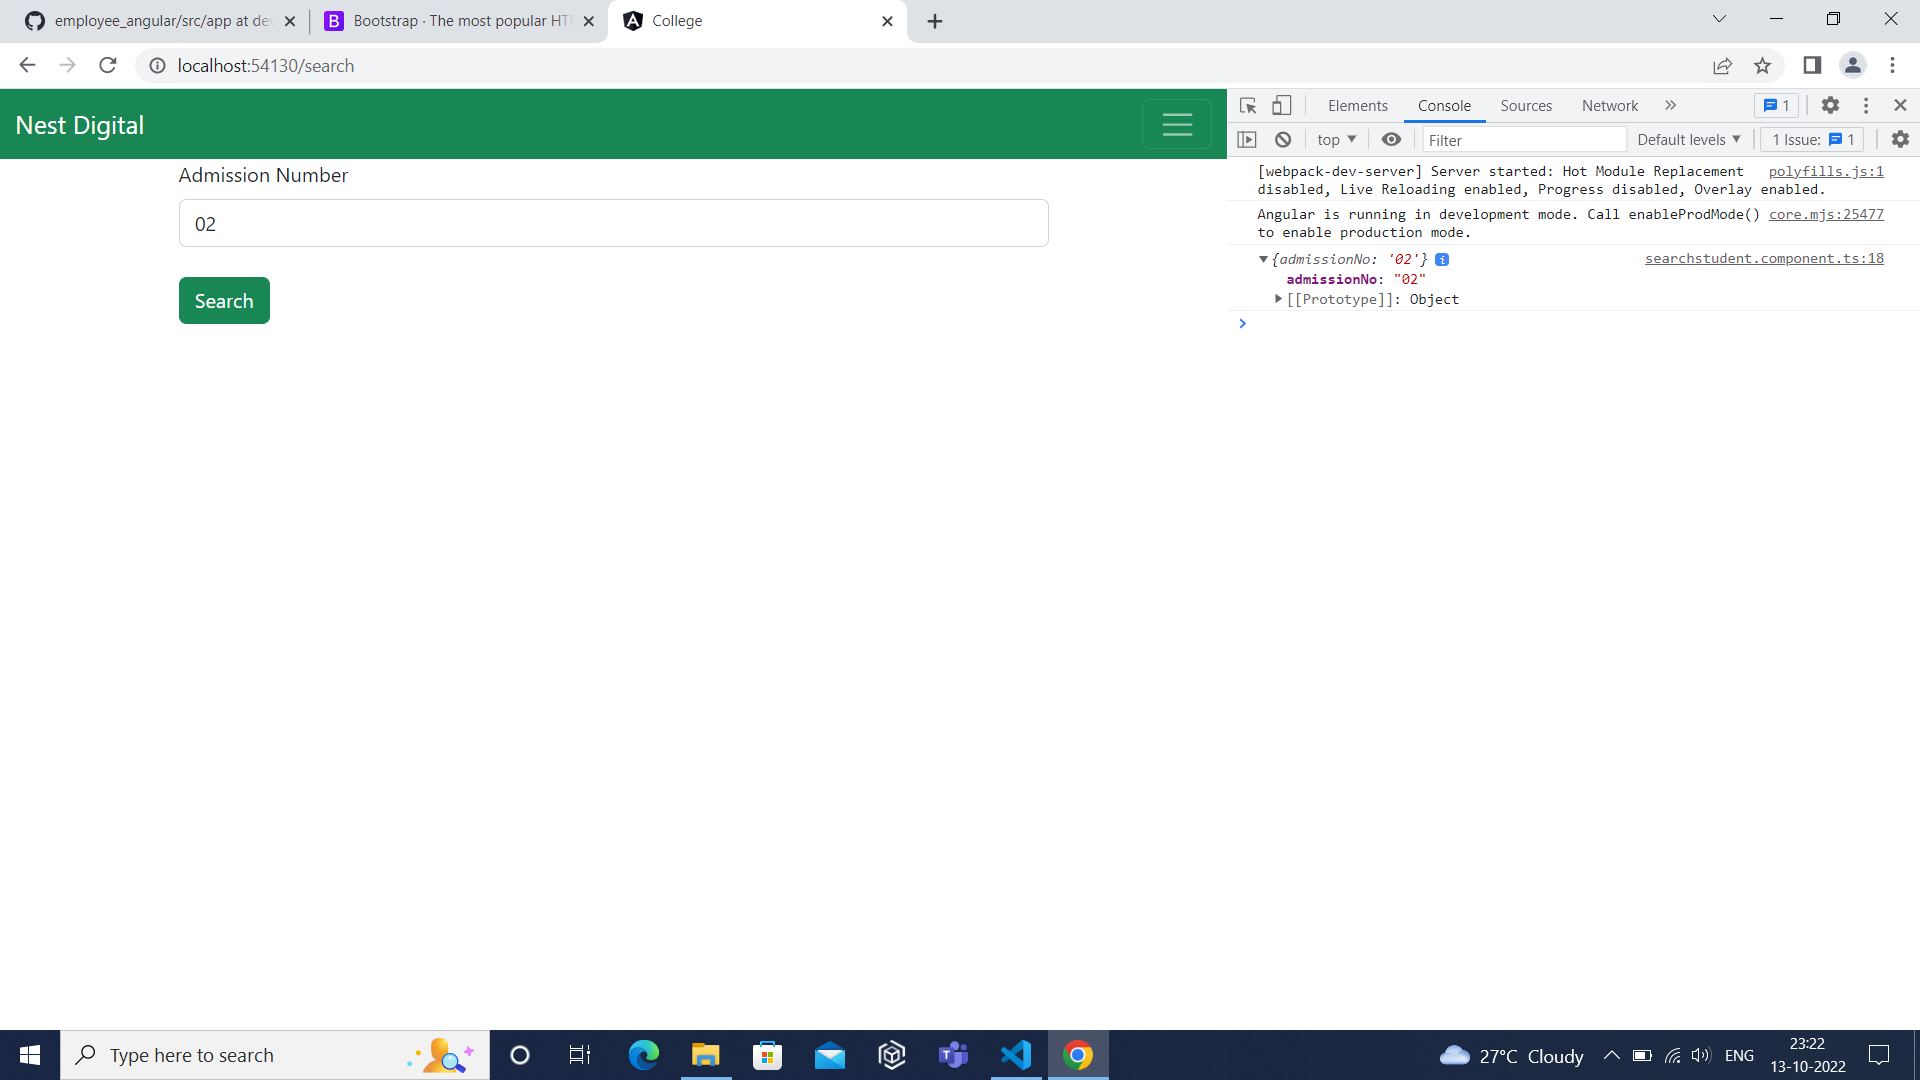 employee_angular/src/app at dev
Bootstrap · The most popular HT
College
localhost:54130/search
Nest Digital
Admission Number
02
Search
Elements
Console
Sources
Network
1
top
Filter
Default levels
1 Issue:
1
[webpack-dev-server] Server started: Hot Module Replacement
polyfills.js:1
disabled, Live Reloading enabled, Progress disabled, Overlay enabled.
Angular is running in development mode. Call enableProdMode()
core.mjs:25477
to enable production mode.
{admissionNo: '02'}
searchstudent.component.ts:18
admissionNo: "02"
[[Prototype]]: Object
Type here to search
27°C Cloudy
ENG
23:22
13-10-2022